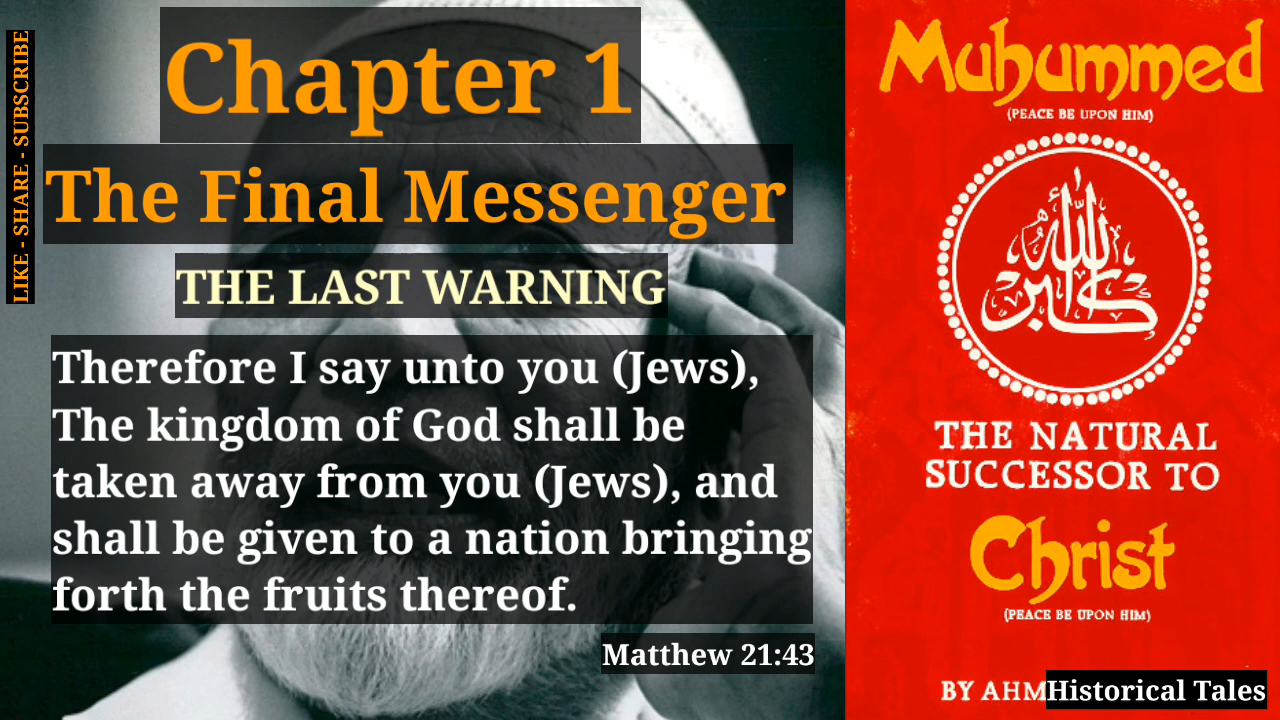 LIKE - SHARE - SUBSCRIBE
Chapter 1
The Final Messenger
THE LAST WARNING
Therefore I say unto you (Jews),
The kingdom of God shall be
taken away from you (Jews), and
shall be given to a nation bringing
forth the fruits thereof.
Matthew 21:43
Muhummed
(PEACE BE UPON HIM)
الله أكبر
THE NATURAL
SUCCESSOR TO
Christ
(PEACE BE UPON HIM)
BY AHM
Historical Tales